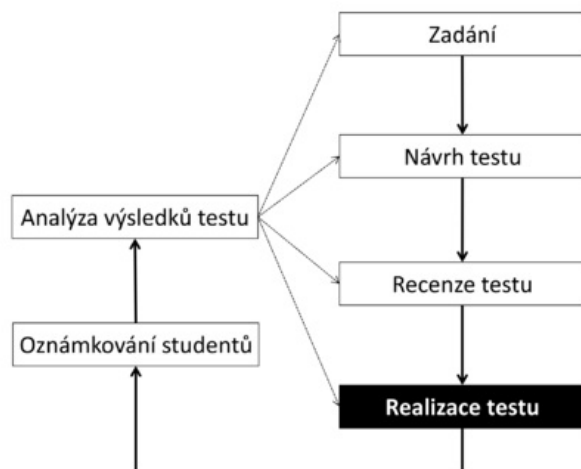 Zadání
Návrh testu
Analýza výsledků testu
Recenze testu
Oznámkování studentů
Realizace testu